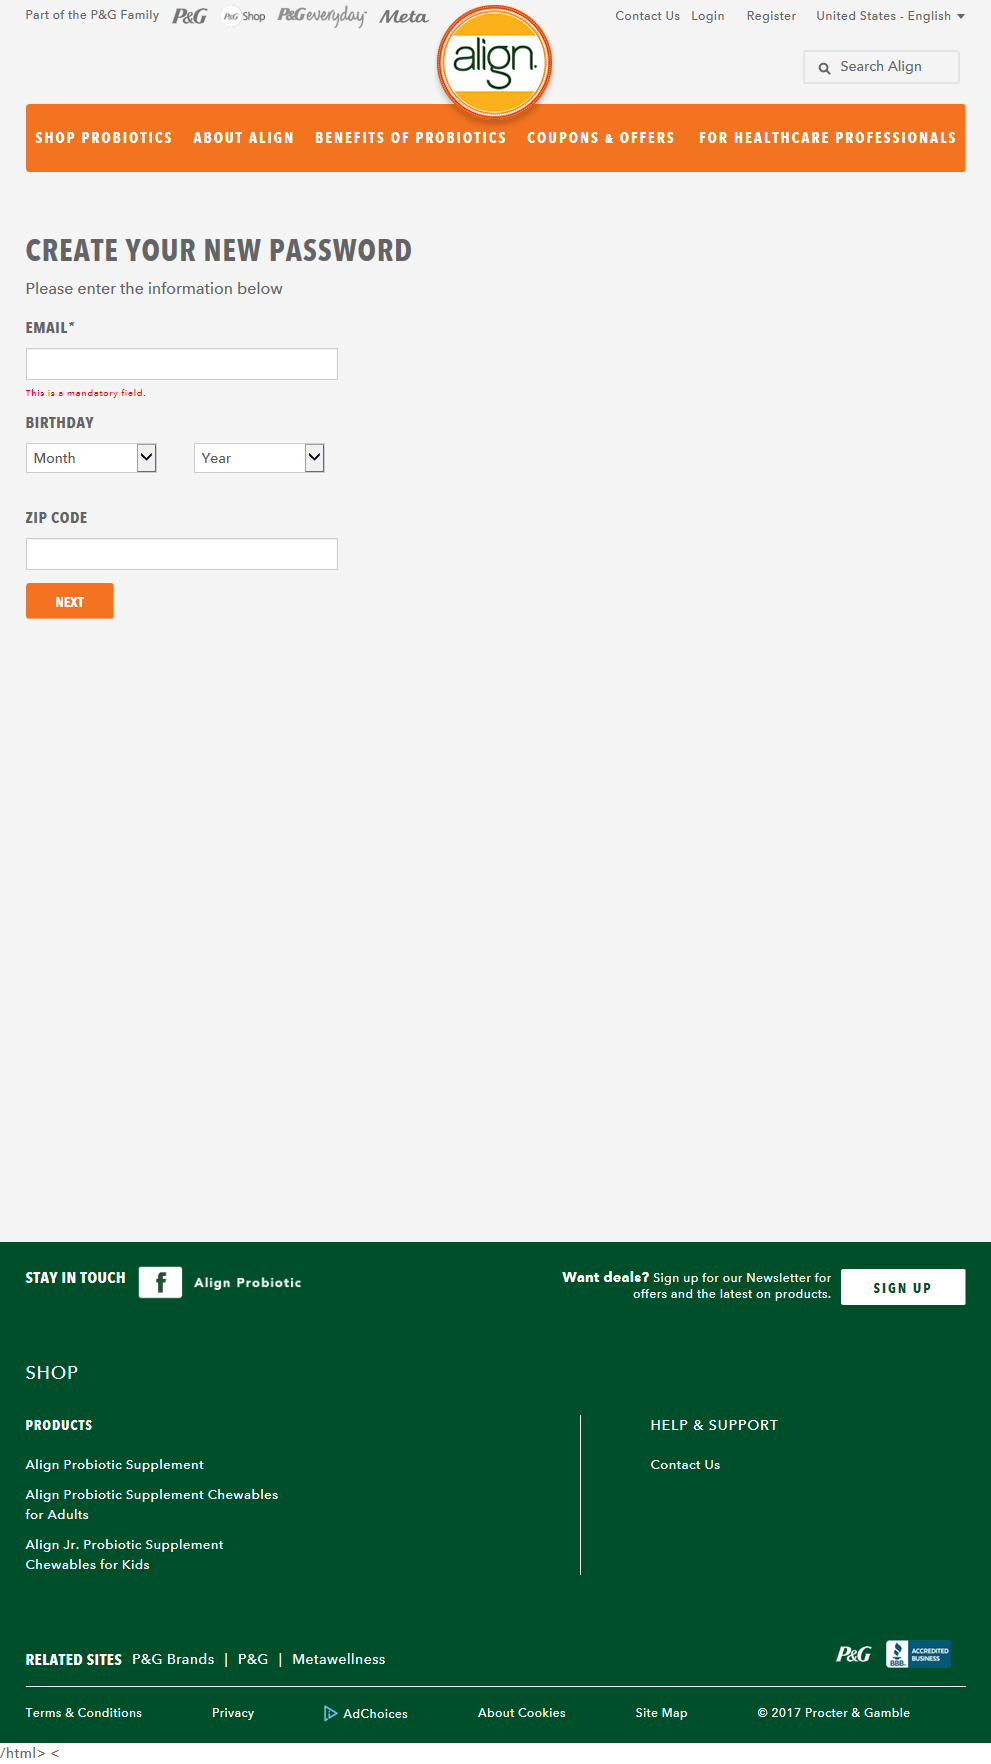 Part of the P&G Family P&G P&G Shop P&G everyday Meta
Contact Us Login Register United States - English
align.
Search Align
SHOP PROBIOTICS ABOUT ALIGN BENEFITS OF PROBIOTICS COUPONS & OFFERS FOR HEALTHCARE PROFESSIONALS
CREATE YOUR NEW PASSWORD
Please enter the information below
EMAIL*
This is a mandatory field.
BIRTHDAY
Month Year
ZIP CODE
NEXT
STAY IN TOUCH f Align Probiotic
Want deals? Sign up for our Newsletter for
offers and the latest on products.
SIGN UP
SHOP
PRODUCTS
Align Probiotic Supplement
Align Probiotic Supplement Chewables
for Adults
Align Jr. Probiotic Supplement
Chewables for Kids
HELP & SUPPORT
Contact Us
RELATED SITES P&G Brands | P&G | Metawellness
P&G BBB. ACCREDITED
BUSINESS
Terms & Conditions Privacy AdChoices About Cookies Site Map © 2017 Procter & Gamble
/html> <